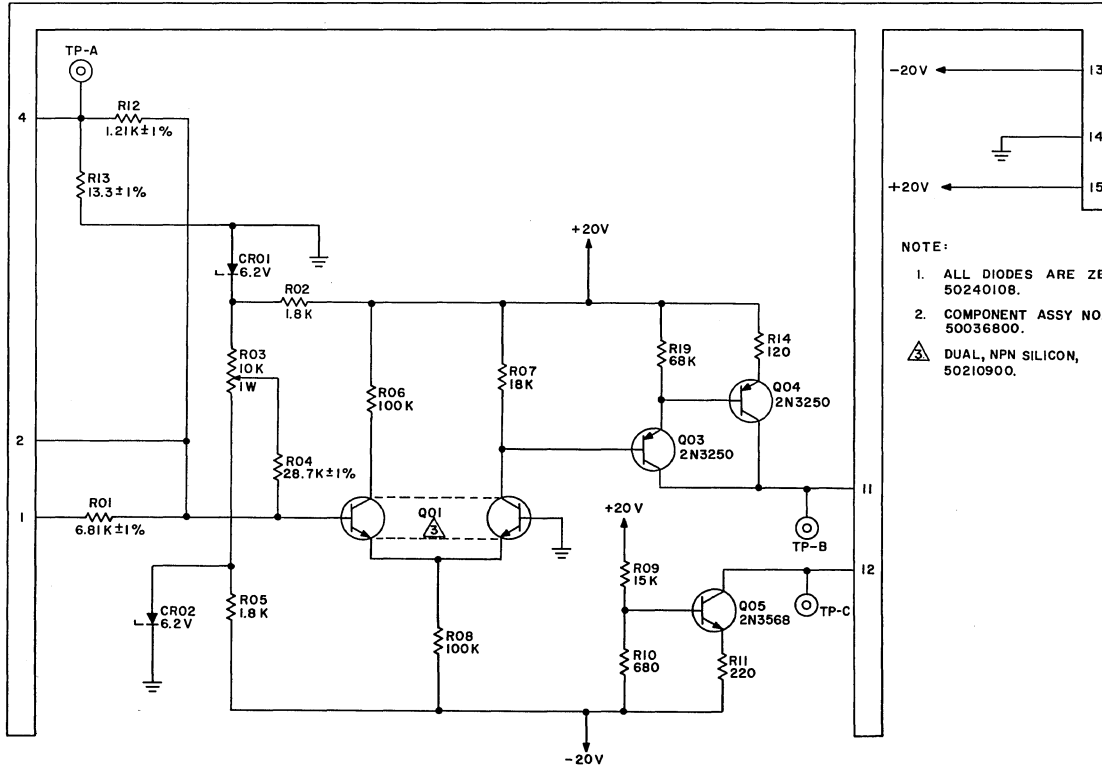 TP-A
4
R12
1.21K±1%
R13
13.3±1%
CR01
6.2V
R02
1.8K
+20V
R03
10K
1W
R06
100K
R07
18K
R19
68K
R14
120
Q04
2N3250
Q03
2N3250
2
R04
28.7K±1%
R01
1
6.81K±1%
Q01
3
11
TP-B
+20V
12
R09
15K
Q05
2N3568
TP-C
CR02
6.2V
R05
1.8K
R08
100K
R10
680
R11
220
-20V
-20V
13
14
+20V
15
NOTE:
1. ALL DIODES ARE ZE
50240108.
2. COMPONENT ASSY NO
50036800.
3 DUAL, NPN SILICON,
50210900.